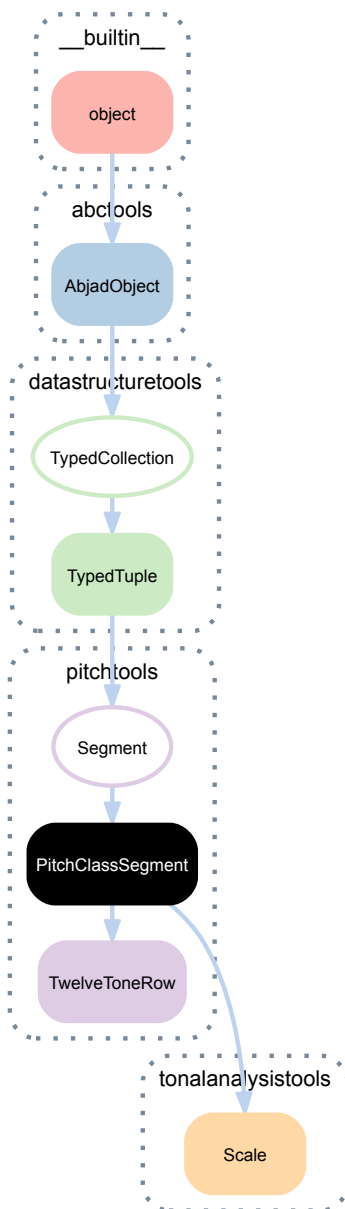 __builtin__
object
abctools
AbjadObject
datastructuretools
TypedCollection
TypedTuple
pitchtools
Segment
PitchClassSegment
TwelveToneRow
tonalanalysistools
Scale